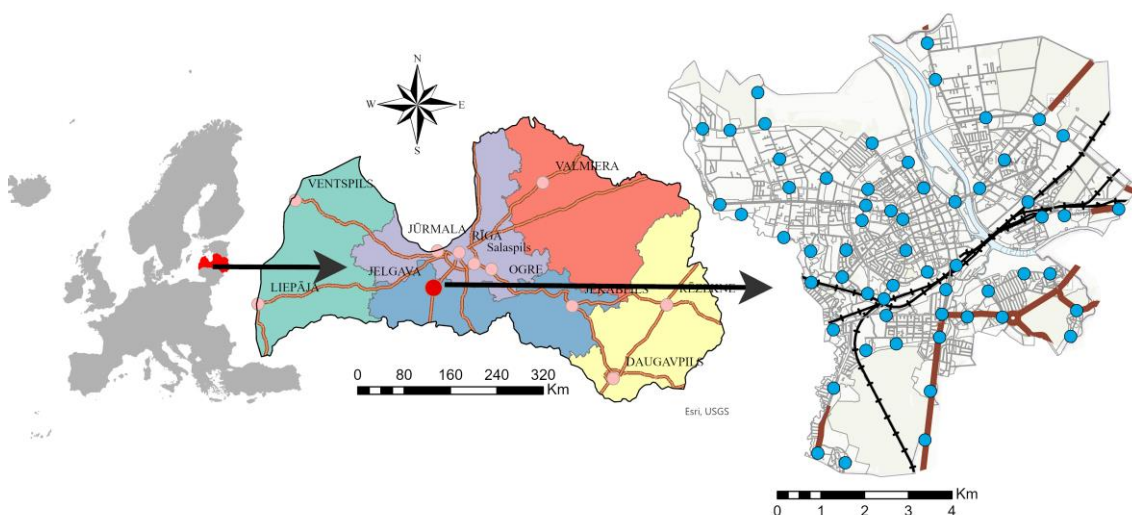 N
W E
S
VALMIERA
VENTSPILS
JŪRMALA
RĪGA
Salaspils
JELGAVA
OGRE
LIEPĀJA
JĒKABPILS
RĒZEKNE
DAUGAVPILS
0 80 160 240 320
Km
Esri, USGS
Km
0 1 2 3 4